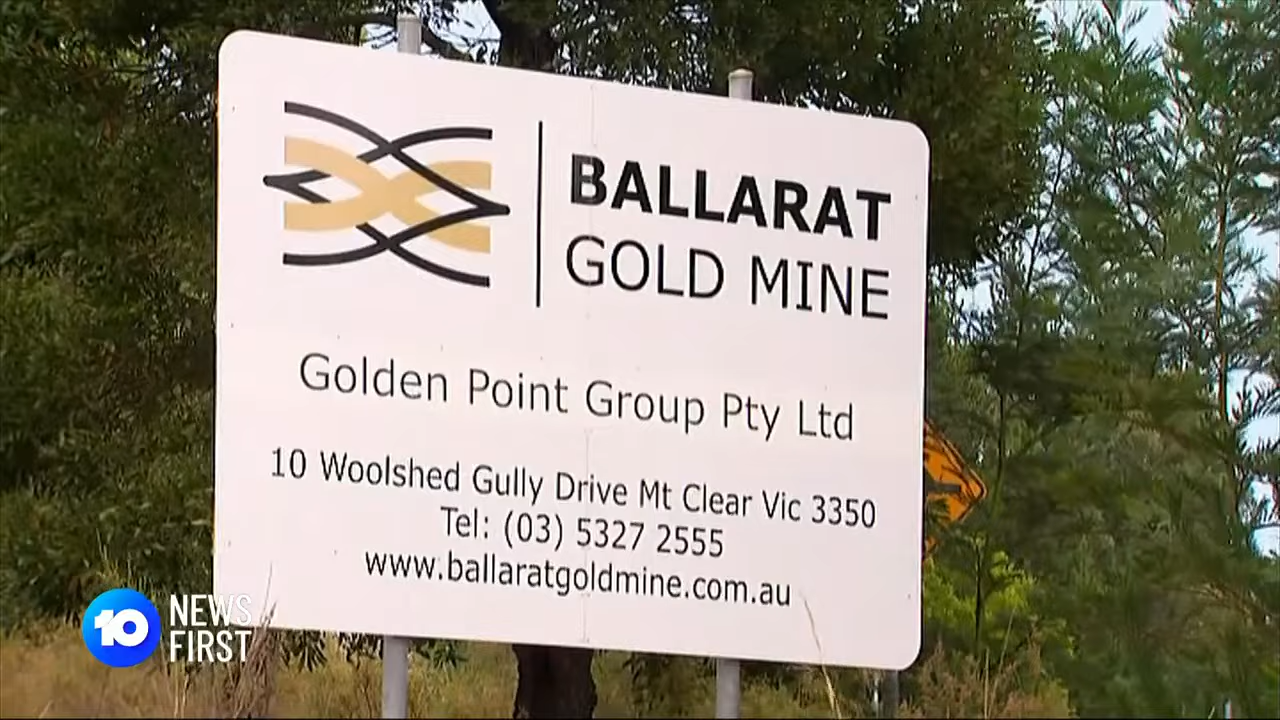 BALLARAT
GOLD MINE
Golden Point Group Pty Ltd
10 Woolshed Gully Drive Mt Clear Vic 3350
Tel: (03) 5327 2555
www.ballaratgoldmine.com.au
10 NEWS
FIRST